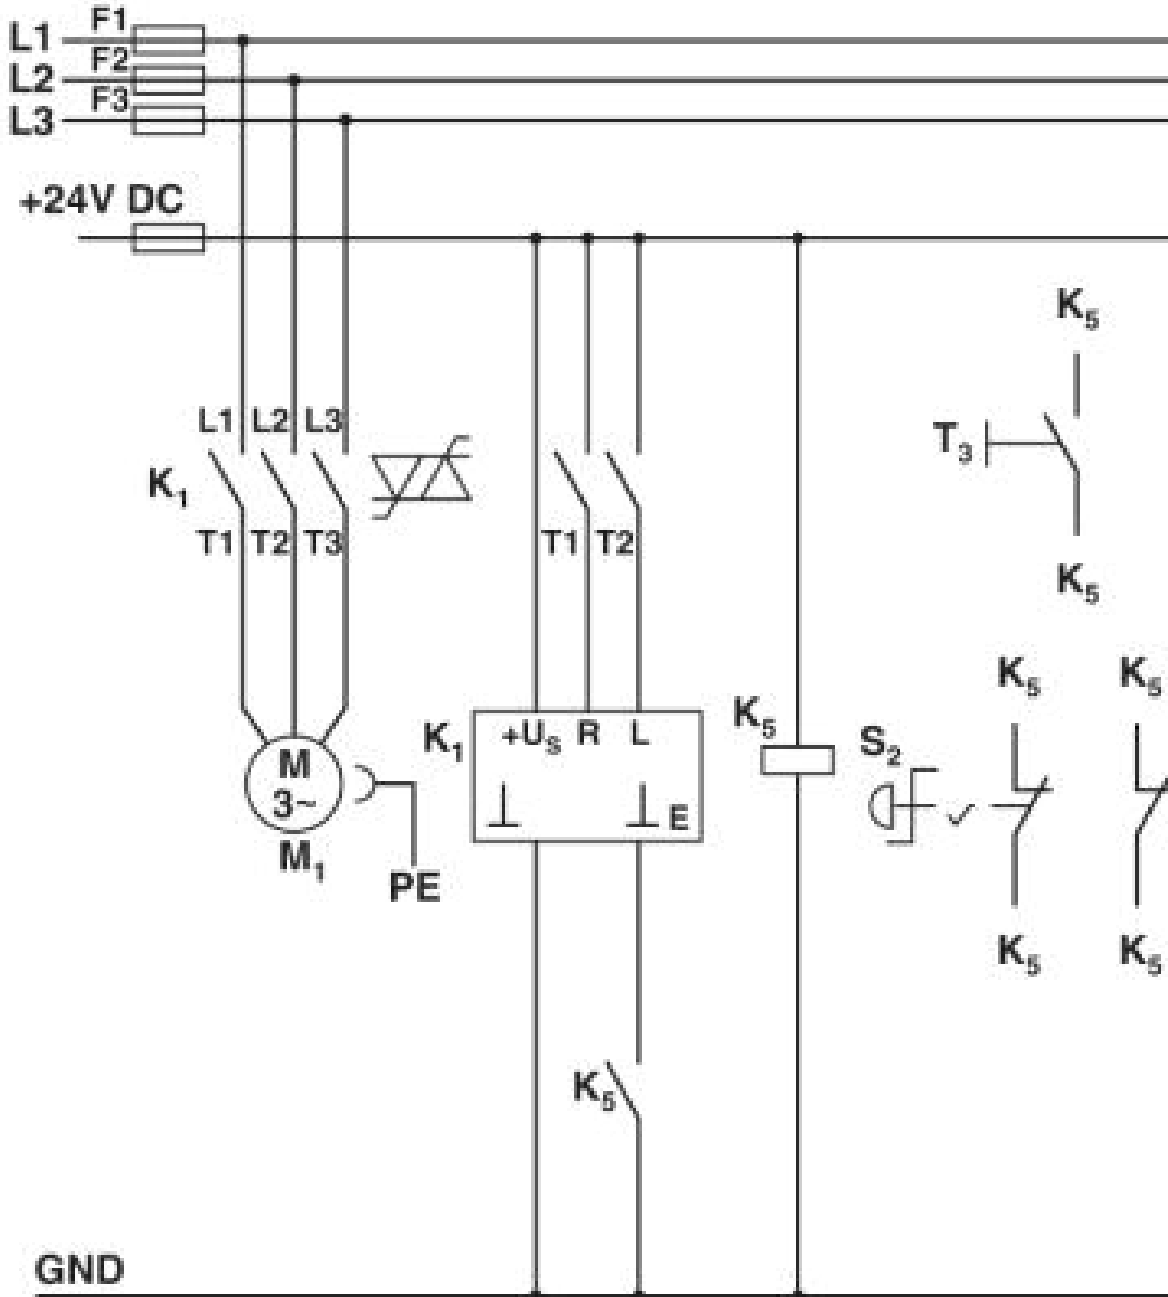 L1 F1
L2 F2
L3 F3
+24V DC
K5
L1 L2 L3
T3
K1
T1 T2 T3
T1 T2
K5
K5 K5
K1 +US R L
K5
S2
M
3~
E
M1
PE
K5 K5
K5
GND